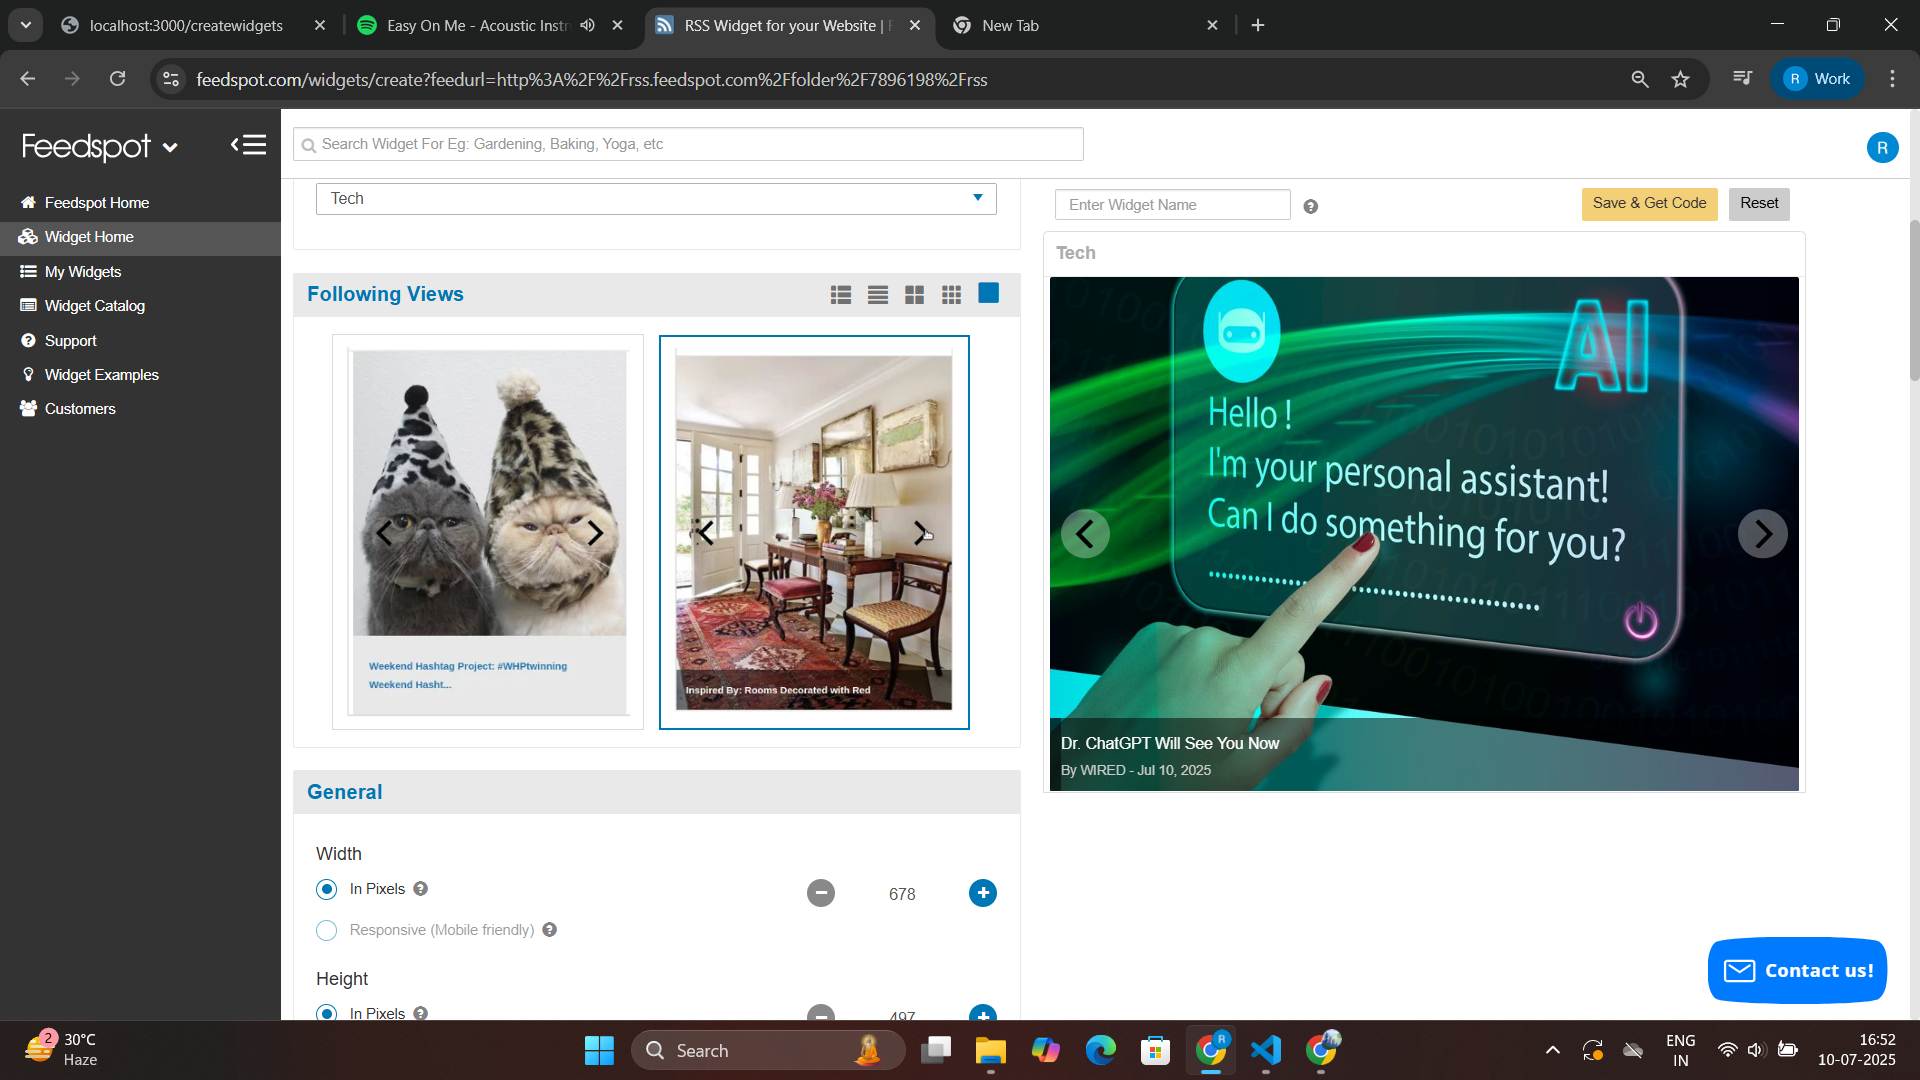 localhost:3000/createwidgets
Easy On Me - Acoustic Instr
RSS Widget for your Website |
New Tab
feedspot.com/widgets/create?feedurl=http%3A%2F%2Frss.feedspot.com%2Ffolder%2F7896198%2Frss
R
Work
Feedspot
Search Widget For Eg: Gardening, Baking, Yoga, etc
R
Feedspot Home
Widget Home
My Widgets
Widget Catalog
Support
Widget Examples
Customers
Tech
Following Views
Weekend Hashtag Project: #WHPtwinning
Weekend Hasht...
Inspired By: Rooms Decorated with Red
General
Width
In Pixels
678
Responsive (Mobile friendly)
Height
In Pixels
497
Enter Widget Name
Save & Get Code
Reset
Tech
AI
Hello !
I'm your personal assistant!
Can I do something for you?
Dr. ChatGPT Will See You Now
By WIRED - Jul 10, 2025
Contact us!
2
30°C
Haze
Search
R
ENG
IN
16:52
10-07-2025